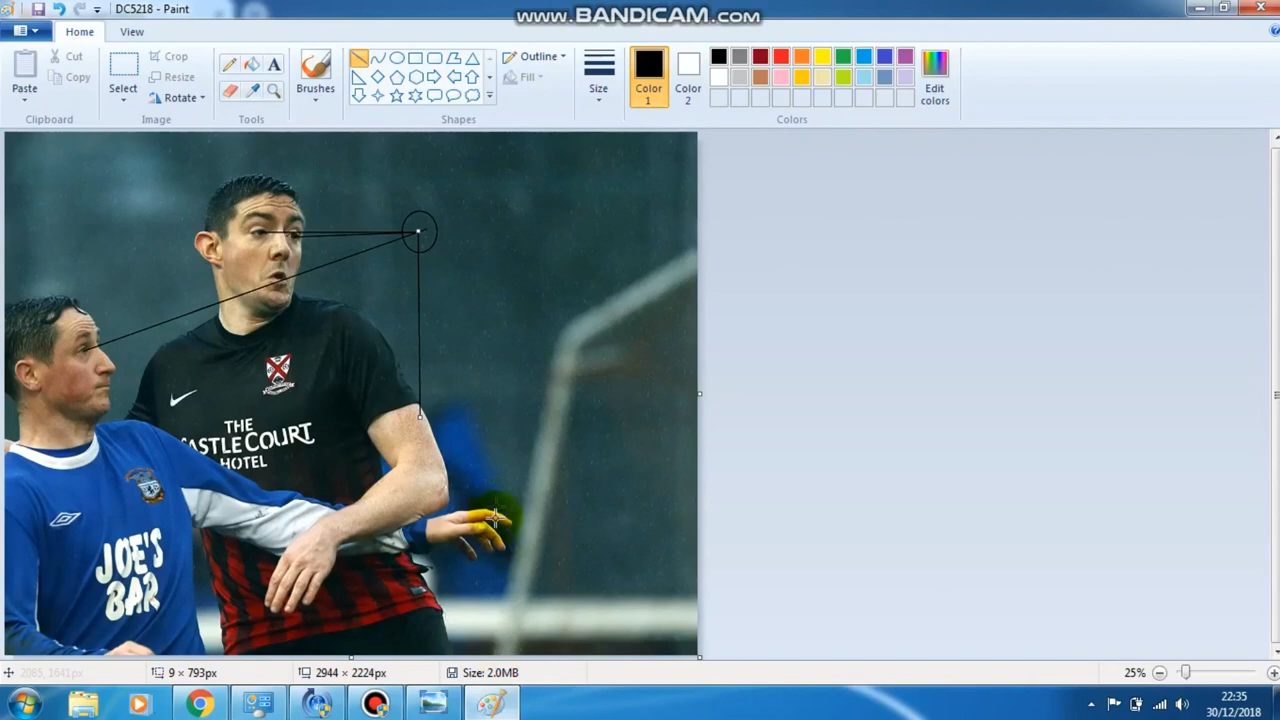 DC5218 - Paint
www.BANDICAM.com
Home
View
Paste
Cut
Copy
Clipboard
Select
Crop
Resize
Rotate
Image
Tools
Brushes
Shapes
Outline
Fill
Size
Color
1
Color
2
Edit
colors
Colors
THE
ASTLE COURT
HOTEL
JOE'S
BAR
2085, 1641px
9 × 793px
2944 × 2224px
Size: 2.0MB
25%
22:35
30/12/2018